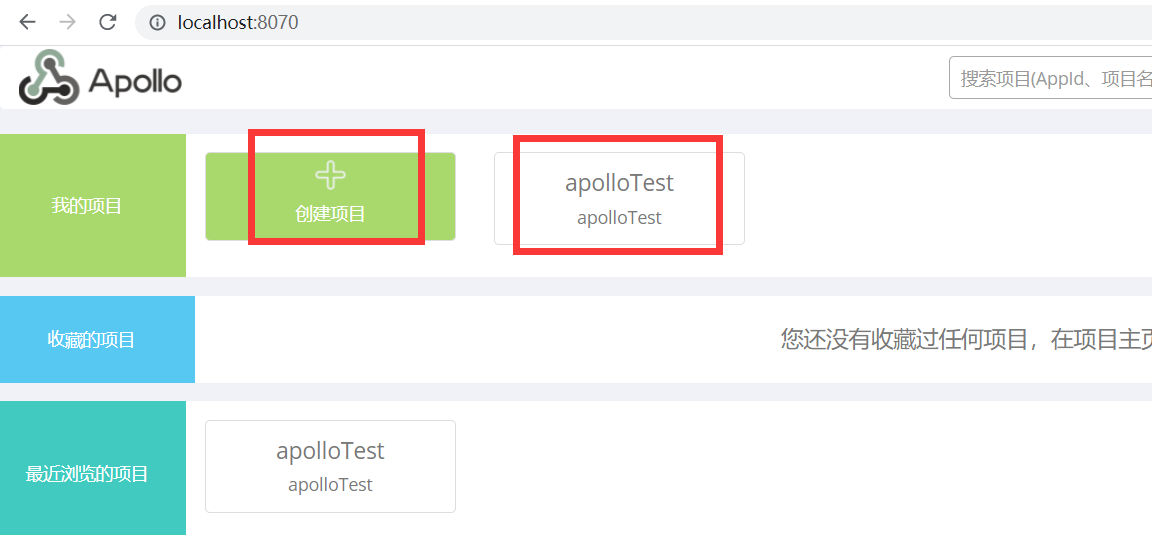 localhost:8070
Apollo
搜索项目(AppId、项目名
我的项目
创建项目
apolloTest
apolloTest
收藏的项目
您还没有收藏过任何项目，在项目主页
最近浏览的项目
apolloTest
apolloTest